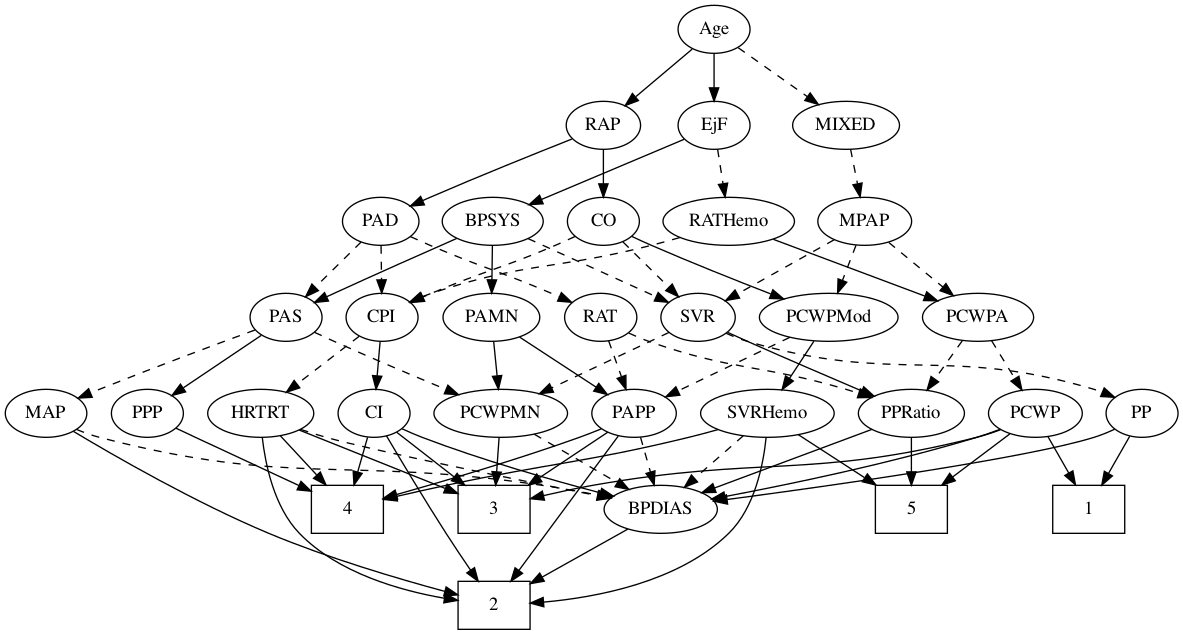 Age
RAP
EjF
MIXED
PAD
BPSYS
CO
RATHemo
MPAP
PAS
CPI
PAMN
RAT
SVR
PCWPMod
PCWPA
MAP
PPP
HRTRT
CI
PCWPMN
PAPP
SVRHemo
PPRatio
PCWP
PP
4
3
BPDIAS
5
1
2